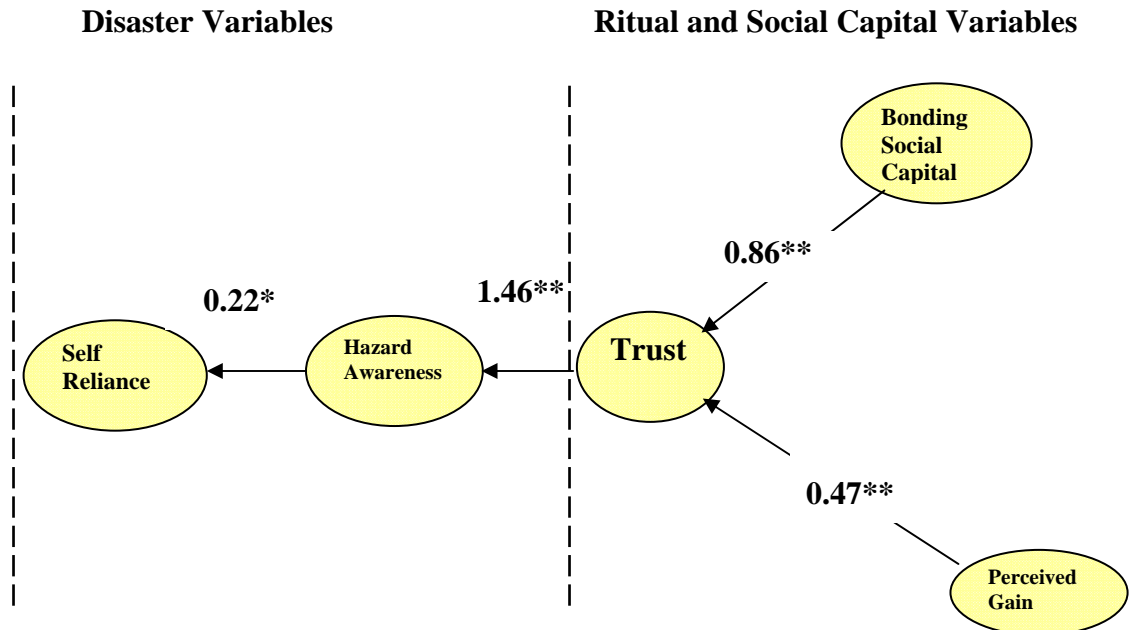 Disaster Variables
Ritual and Social Capital Variables
Bonding
Social
Capital
0.86**
1.46**
0.22*
Trust
Hazard
Awareness
Self
Reliance
0.47**
Perceived
Gain